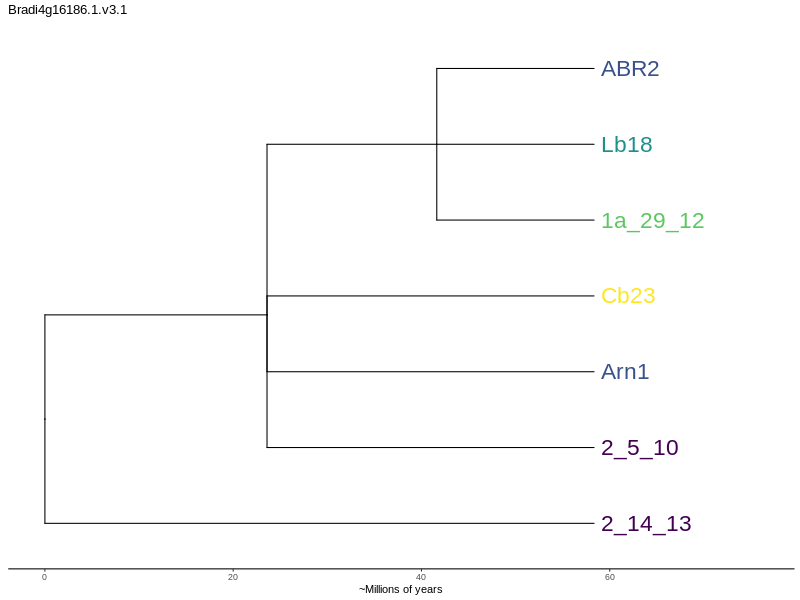 Bradi4g16186.1.v3.1
ABR2
Lb18
1a_29_12
Cb23
Arn1
2_5_10
2_14_13
0 20 40 60
~Millions of years